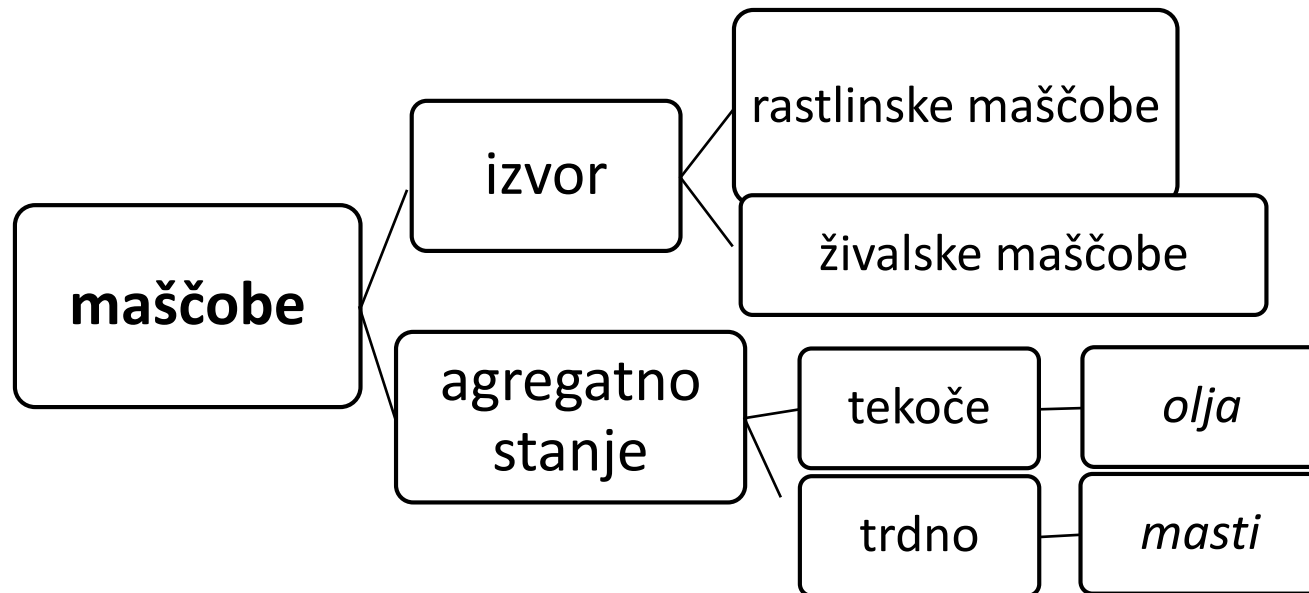 maščobe
izvor
rastlinske maščobe
živalske maščobe
agregatno
stanje
tekoče
olja
trdno
masti